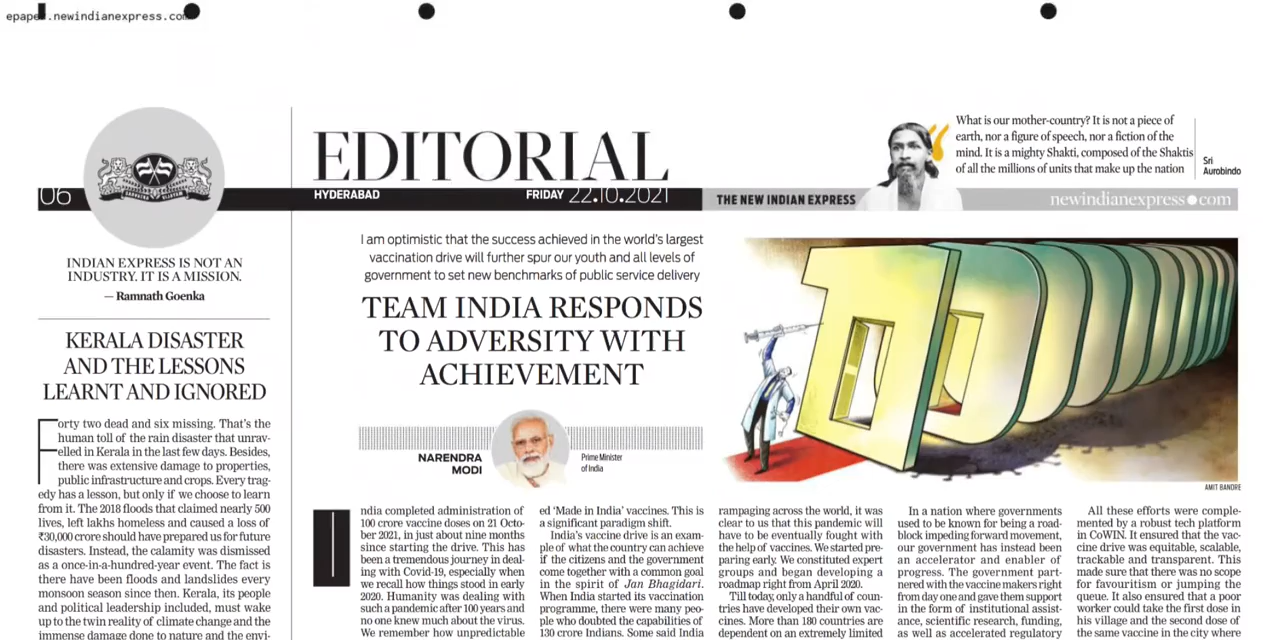 epaper.newindianexpress.com
06
INDIAN EXPRESS IS NOT AN
INDUSTRY. IT IS A MISSION.
— Ramnath Goenka
KERALA DISASTER
AND THE LESSONS
LEARNT AND IGNORED
Forty two dead and six missing. That's the
human toll of the rain disaster that unrav-
elled in Kerala in the last few days. Besides,
there was extensive damage to properties,
public infrastructure and crops. Every trag-
edy has a lesson, but only if we choose to learn
from it. The 2018 floods that claimed nearly 500
lives, left lakhs homeless and caused a loss of
₹30,000 crore should have prepared us for future
disasters. Instead, the calamity was dismissed
as a once-in-a-hundred-year event. The fact is
there have been floods and landslides every
monsoon season since then. Kerala, its people
and political leadership included, must wake
up to the twin reality of climate change and the
immense damage done to nature and the envi-
EDITORIAL
HYDERABAD
FRIDAY 22.10.2021
THE NEW INDIAN EXPRESS
What is our mother-country? It is not a piece of
earth, nor a figure of speech, nor a fiction of the
mind. It is a mighty Shakti, composed of the Shaktis
of all the millions of units that make up the nation
Sri
Aurobindo
newindianexpress●com
I am optimistic that the success achieved in the world's largest
vaccination drive will further spur our youth and all levels of
government to set new benchmarks of public service delivery
TEAM INDIA RESPONDS
TO ADVERSITY WITH
ACHIEVEMENT
NARENDRA
MODI
Prime Minister
of India
AMIT BANDRE
India completed administration of
100 crore vaccine doses on 21 Octo-
ber 2021, in just about nine months
since starting the drive. This has
been a tremendous journey in deal-
ing with Covid-19, especially when
we recall how things stood in early
2020. Humanity was dealing with
such a pandemic after 100 years and
no one knew much about the virus.
We remember how unpredictable
ed 'Made in India' vaccines. This is
a significant paradigm shift.
India's vaccine drive is an exam-
ple of what the country can achieve
if the citizens and the government
come together with a common goal
in the spirit of Jan Bhagidari.
When India started its vaccination
programme, there were many peo-
ple who doubted the capabilities of
130 crore Indians. Some said India
rampaging across the world, it was
clear to us that this pandemic will
have to be eventually fought with
the help of vaccines. We started pre-
paring early. We constituted expert
groups and began developing a
roadmap right from April 2020.
Till today, only a handful of coun-
tries have developed their own vac-
cines. More than 180 countries are
dependent on an extremely limited
In a nation where governments
used to be known for being a road-
block impeding forward movement,
our government has instead been
an accelerator and enabler of
progress. The government part-
nered with the vaccine makers right
from day one and gave them support
in the form of institutional assist-
ance, scientific research, funding,
as well as accelerated regulatory
All these efforts were comple-
mented by a robust tech platform
in CoWIN. It ensured that the vac-
cine drive was equitable, scalable,
trackable and transparent. This
made sure that there was no scope
for favouritism or jumping the
queue. It also ensured that a poor
worker could take the first dose in
his village and the second dose of
the same vaccine in the city where